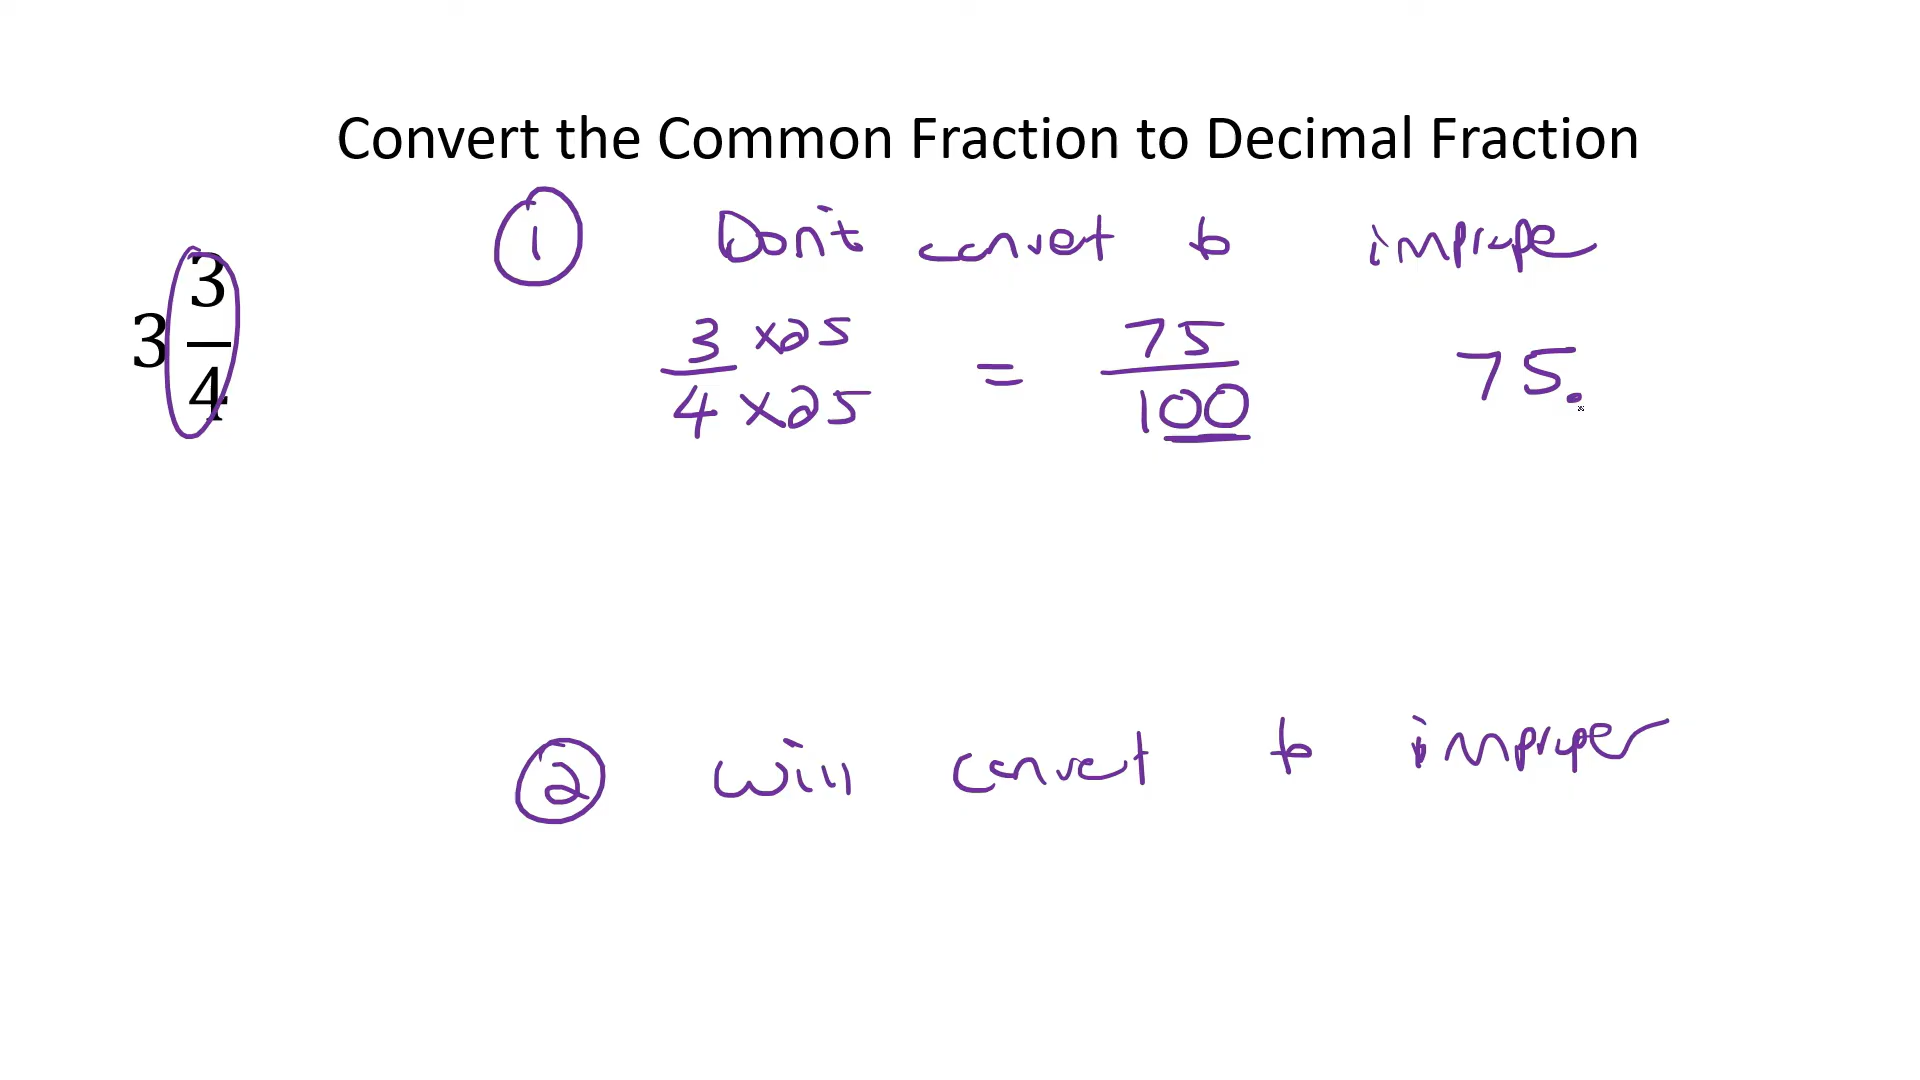 Convert the Common Fraction to Decimal Fraction
① Don't convert to improper
3 3/4
3 x25 / 4 x25 = 75 / 100 75.
② will convert to improper